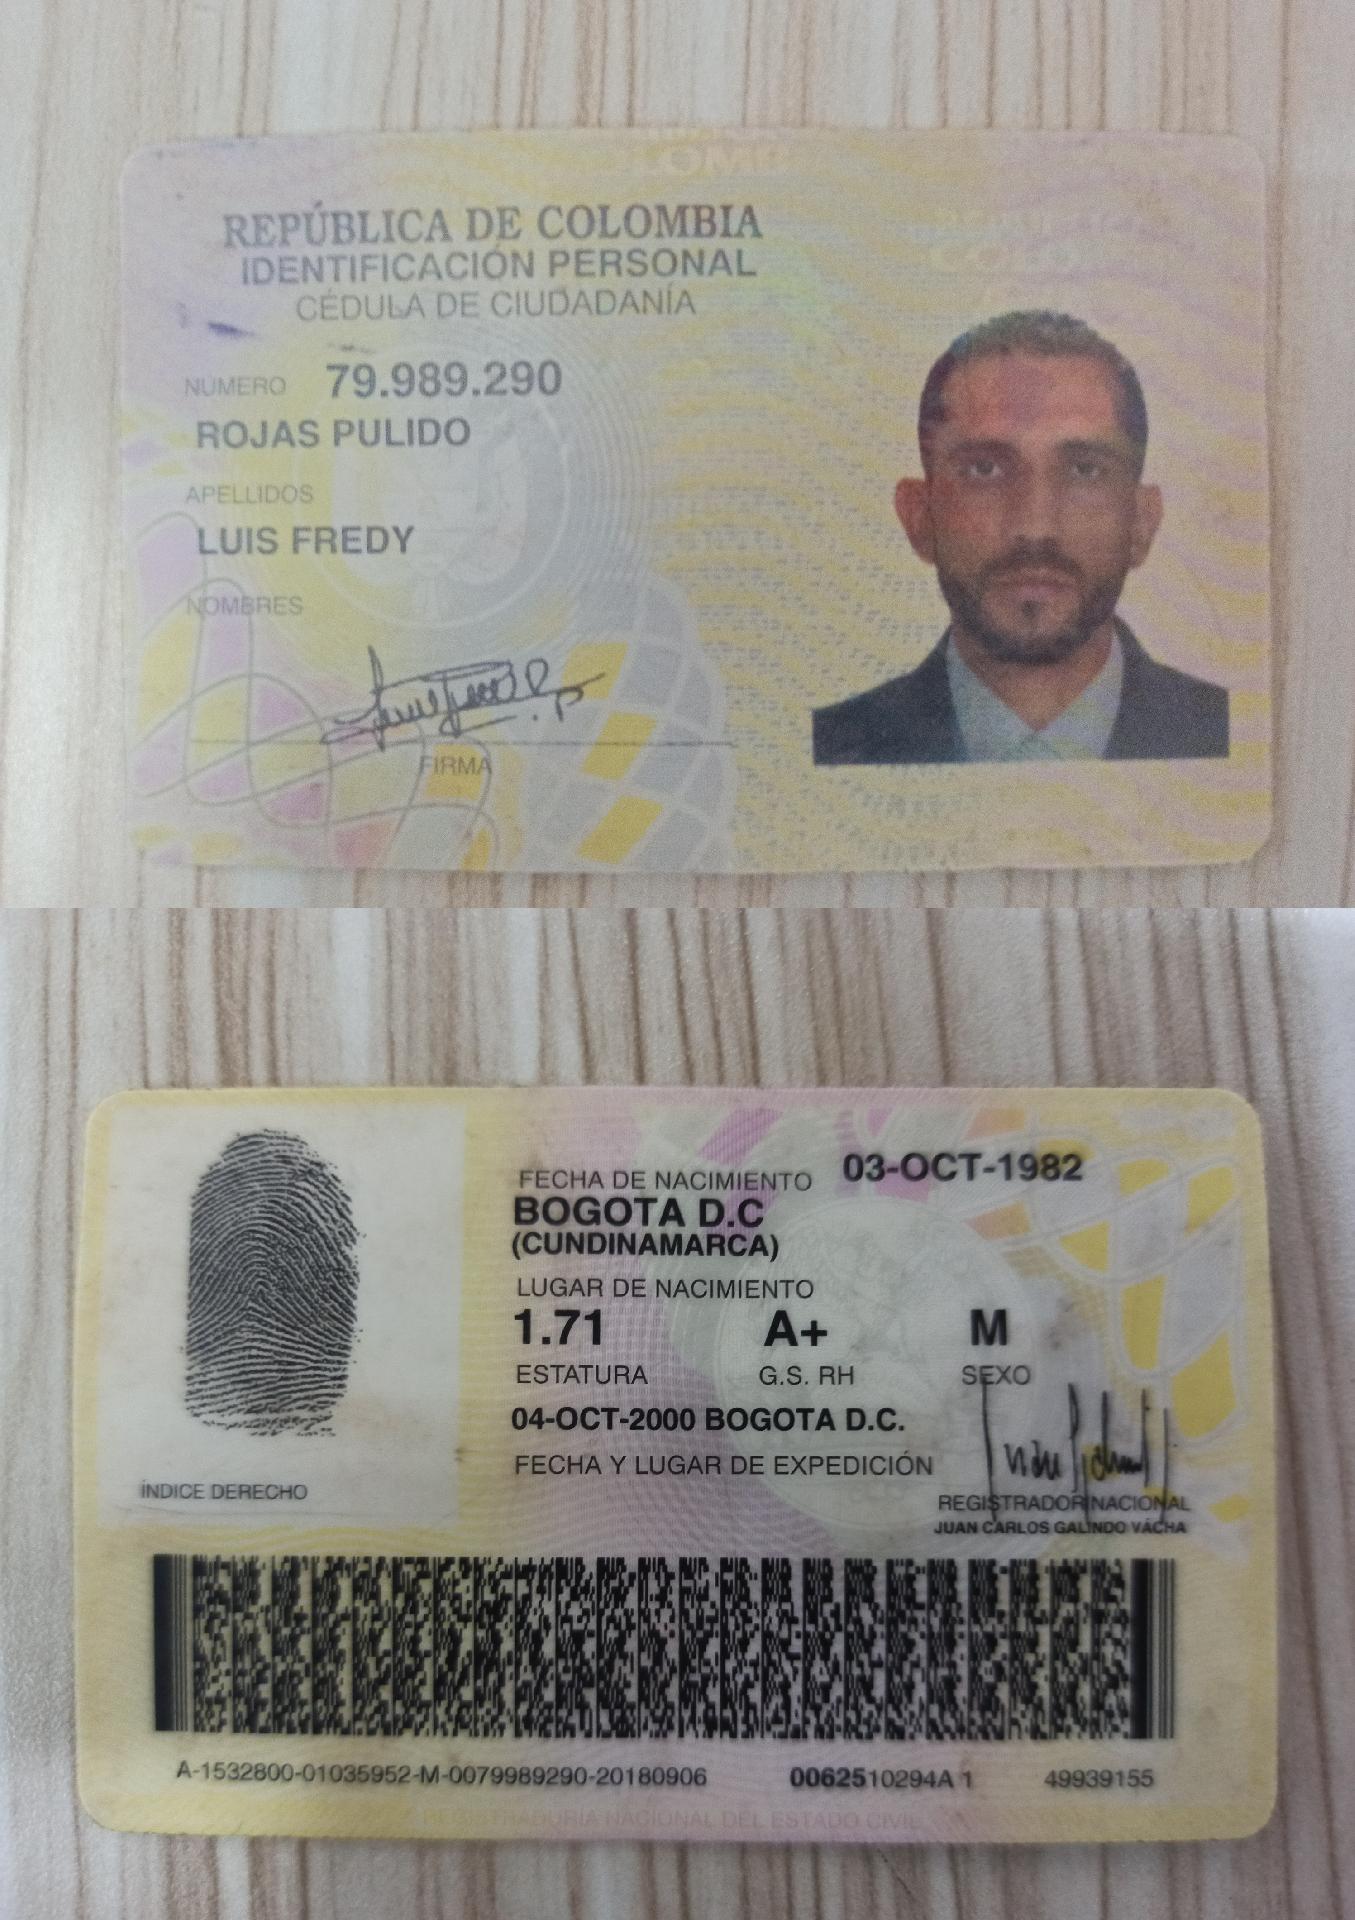 REPÚBLICA DE COLOMBIA
IDENTIFICACIÓN PERSONAL
CÉDULA DE CIUDADANÍA
NÚMERO 79.989.290
ROJAS PULIDO
APELLIDOS
LUIS FREDY
NOMBRES
FIRMA
FECHA DE NACIMIENTO 03-OCT-1982
BOGOTA D.C
(CUNDINAMARCA)
LUGAR DE NACIMIENTO
1.71 A+ M
ESTATURA G.S. RH SEXO
04-OCT-2000 BOGOTA D.C.
FECHA Y LUGAR DE EXPEDICIÓN
REGISTRADOR NACIONAL
JUAN CARLOS GALINDO VÁCHA
ÍNDICE DERECHO
A-1532800-01035952-M-0079989290-20180906 0062510294A 1 49939155
REGISTRADURÍA NACIONAL DEL ESTADO CIVIL